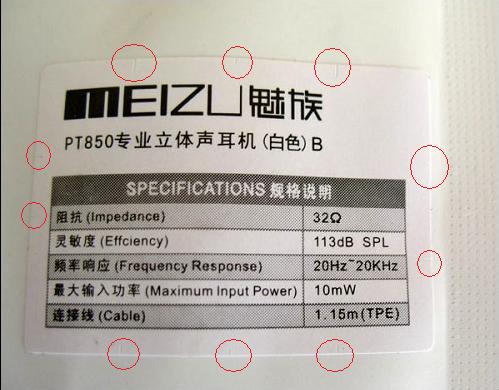 MEIZU魅族
PT850专业立体声耳机(白色)B
SPECIFICATIONS 规格说明
阻抗(Impedance) 32Ω
灵敏度(Effciency) 113dB SPL
频率响应(Frequency Response) 20Hz~20KHz
最大输入功率(Maximum Input Power) 10mW
连接线(Cable) 1.15m(TPE)